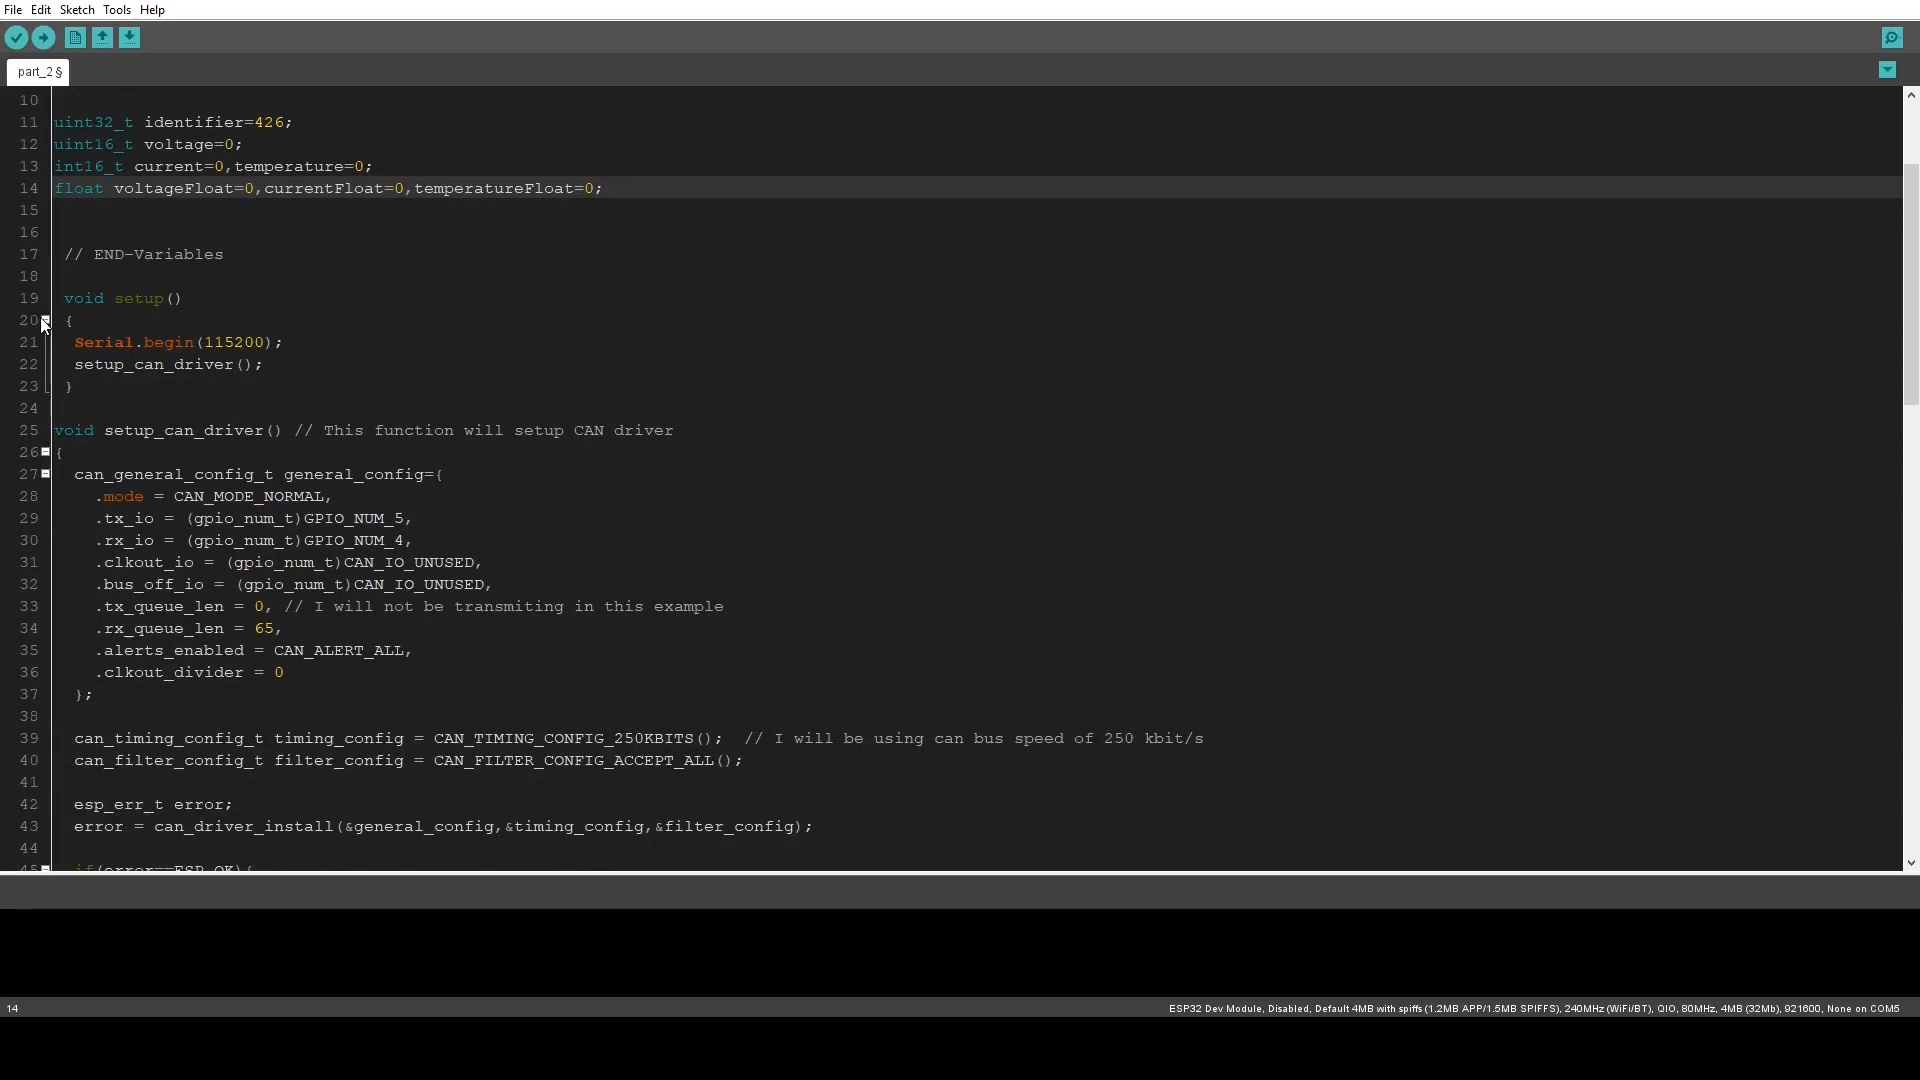 File Edit Sketch Tools Help
part_2 §
10
11 uint32_t identifier=426;
12 uint16_t voltage=0;
13 int16_t current=0,temperature=0;
14 float voltageFloat=0,currentFloat=0,temperatureFloat=0;
15
16
17 // END-Variables
18
19 void setup()
20 {
21 Serial.begin(115200);
22 setup_can_driver();
23 }
24
25 void setup_can_driver() // This function will setup CAN driver
26 {
27 can_general_config_t general_config={
28 .mode = CAN_MODE_NORMAL,
29 .tx_io = (gpio_num_t)GPIO_NUM_5,
30 .rx_io = (gpio_num_t)GPIO_NUM_4,
31 .clkout_io = (gpio_num_t)CAN_IO_UNUSED,
32 .bus_off_io = (gpio_num_t)CAN_IO_UNUSED,
33 .tx_queue_len = 0, // I will not be transmiting in this example
34 .rx_queue_len = 65,
35 .alerts_enabled = CAN_ALERT_ALL,
36 .clkout_divider = 0
37 };
38
39 can_timing_config_t timing_config = CAN_TIMING_CONFIG_250KBITS(); // I will be using can bus speed of 250 kbit/s
40 can_filter_config_t filter_config = CAN_FILTER_CONFIG_ACCEPT_ALL();
41
42 esp_err_t error;
43 error = can_driver_install(&general_config,&timing_config,&filter_config);
44
45 if(error==ESP_OK){
14 ESP32 Dev Module, Disabled, Default 4MB with spiffs (1.2MB APP/1.5MB SPIFFS), 240MHz (WiFi/BT), QIO, 80MHz, 4MB (32Mb), 921600, None on COM5